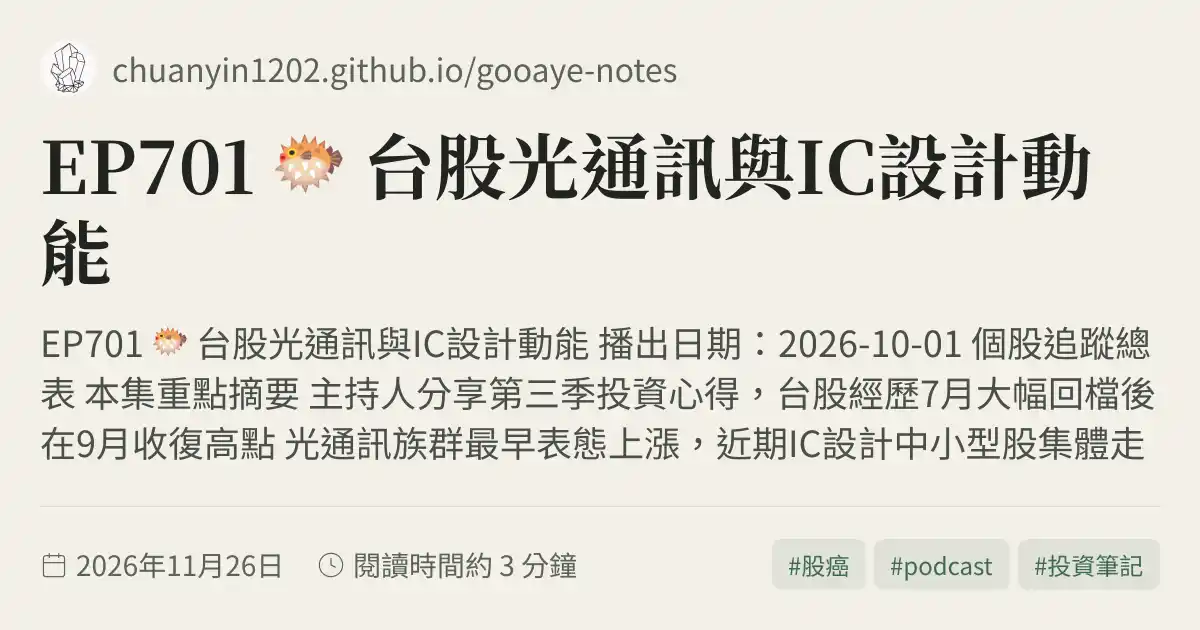 chuanyin1202.github.io/gooaye-notes
EP701 🐡 台股光通訊與IC設計動
能
EP701 🐡 台股光通訊與IC設計動能 播出日期：2026-10-01 個股追蹤總
表 本集重點摘要 主持人分享第三季投資心得，台股經歷7月大幅回檔後
在9月收復高點 光通訊族群最早表態上漲，近期IC設計中小型股集體走
2026年11月26日
閱讀時間約 3 分鐘
#股癌
#podcast
#投資筆記